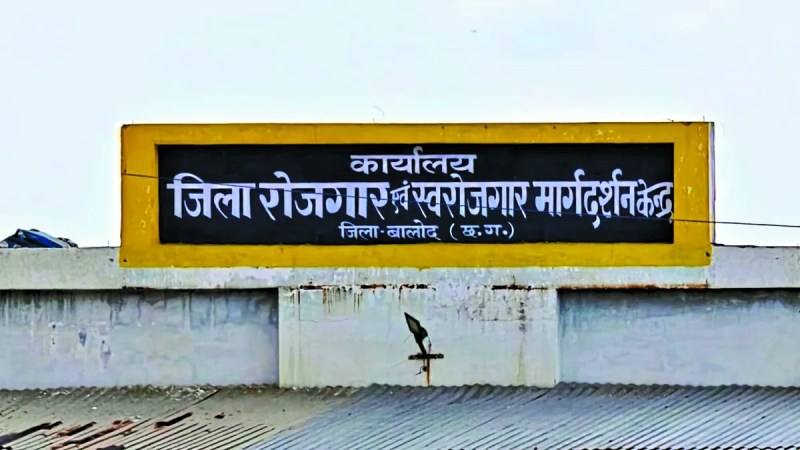 कार्यालय
जिला रोजगार एवं स्वरोजगार मार्गदर्शन केन्द्र
जिला-बालोद (छ.ग.)